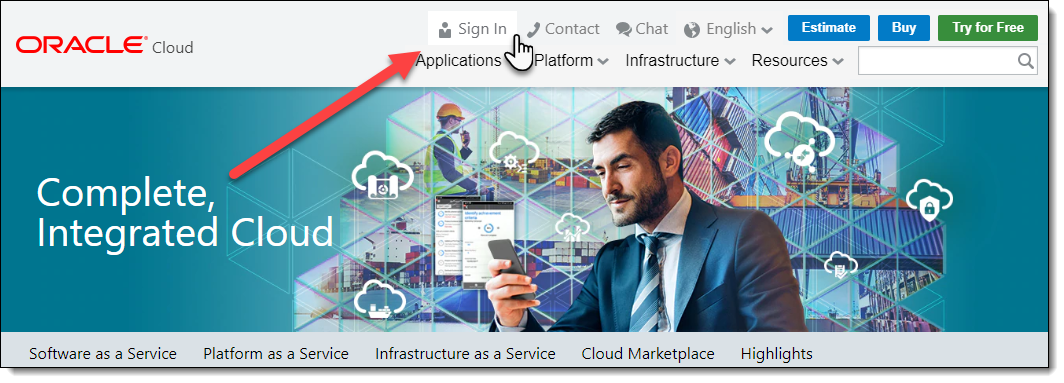 Sign In Contact Chat English Estimate Buy Try for Free
ORACLE® Cloud
Applications Platform Infrastructure Resources
Complete,
Integrated Cloud
Software as a Service Platform as a Service Infrastructure as a Service Cloud Marketplace Highlights